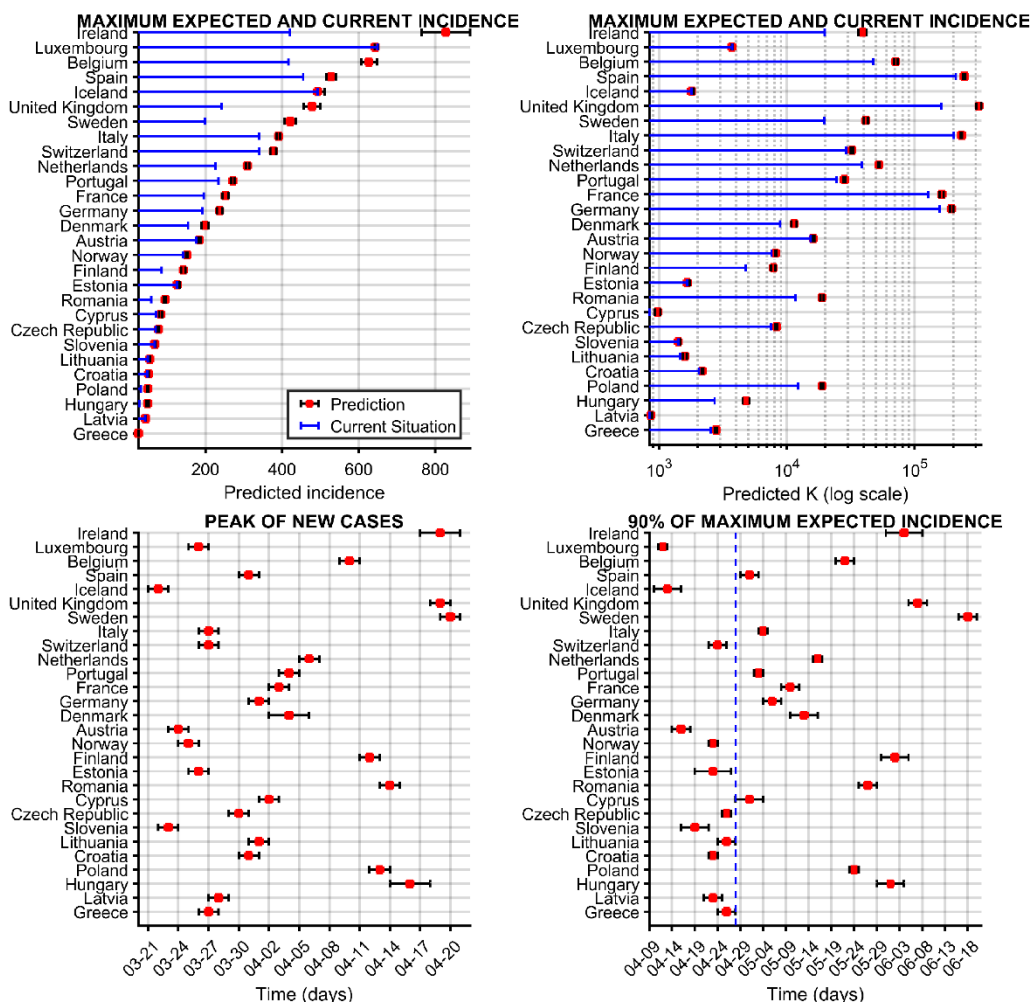 MAXIMUM EXPECTED AND CURRENT INCIDENCE
Ireland
Luxembourg
Belgium
Spain
Iceland
United Kingdom
Sweden
Italy
Switzerland
Netherlands
Portugal
France
Germany
Denmark
Austria
Norway
Finland
Estonia
Romania
Cyprus
Czech Republic
Slovenia
Lithuania
Croatia
Poland
Hungary
Latvia
Greece
Prediction
Current Situation
200 400 600 800
Predicted incidence
MAXIMUM EXPECTED AND CURRENT INCIDENCE
Ireland
Luxembourg
Belgium
Spain
Iceland
United Kingdom
Sweden
Italy
Switzerland
Netherlands
Portugal
France
Germany
Denmark
Austria
Norway
Finland
Estonia
Romania
Cyprus
Czech Republic
Slovenia
Lithuania
Croatia
Poland
Hungary
Latvia
Greece
10³ 10⁴ 10⁵
Predicted K (log scale)
PEAK OF NEW CASES
Ireland
Luxembourg
Belgium
Spain
Iceland
United Kingdom
Sweden
Italy
Switzerland
Netherlands
Portugal
France
Germany
Denmark
Austria
Norway
Finland
Estonia
Romania
Cyprus
Czech Republic
Slovenia
Lithuania
Croatia
Poland
Hungary
Latvia
Greece
03-21 03-24 03-27 03-30 04-02 04-05 04-08 04-11 04-14 04-17 04-20
Time (days)
90% OF MAXIMUM EXPECTED INCIDENCE
Ireland
Luxembourg
Belgium
Spain
Iceland
United Kingdom
Sweden
Italy
Switzerland
Netherlands
Portugal
France
Germany
Denmark
Austria
Norway
Finland
Estonia
Romania
Cyprus
Czech Republic
Slovenia
Lithuania
Croatia
Poland
Hungary
Latvia
Greece
04-09 04-14 04-19 04-24 04-29 05-04 05-09 05-14 05-19 05-24 05-29 06-03 06-08 06-13 06-18
Time (days)